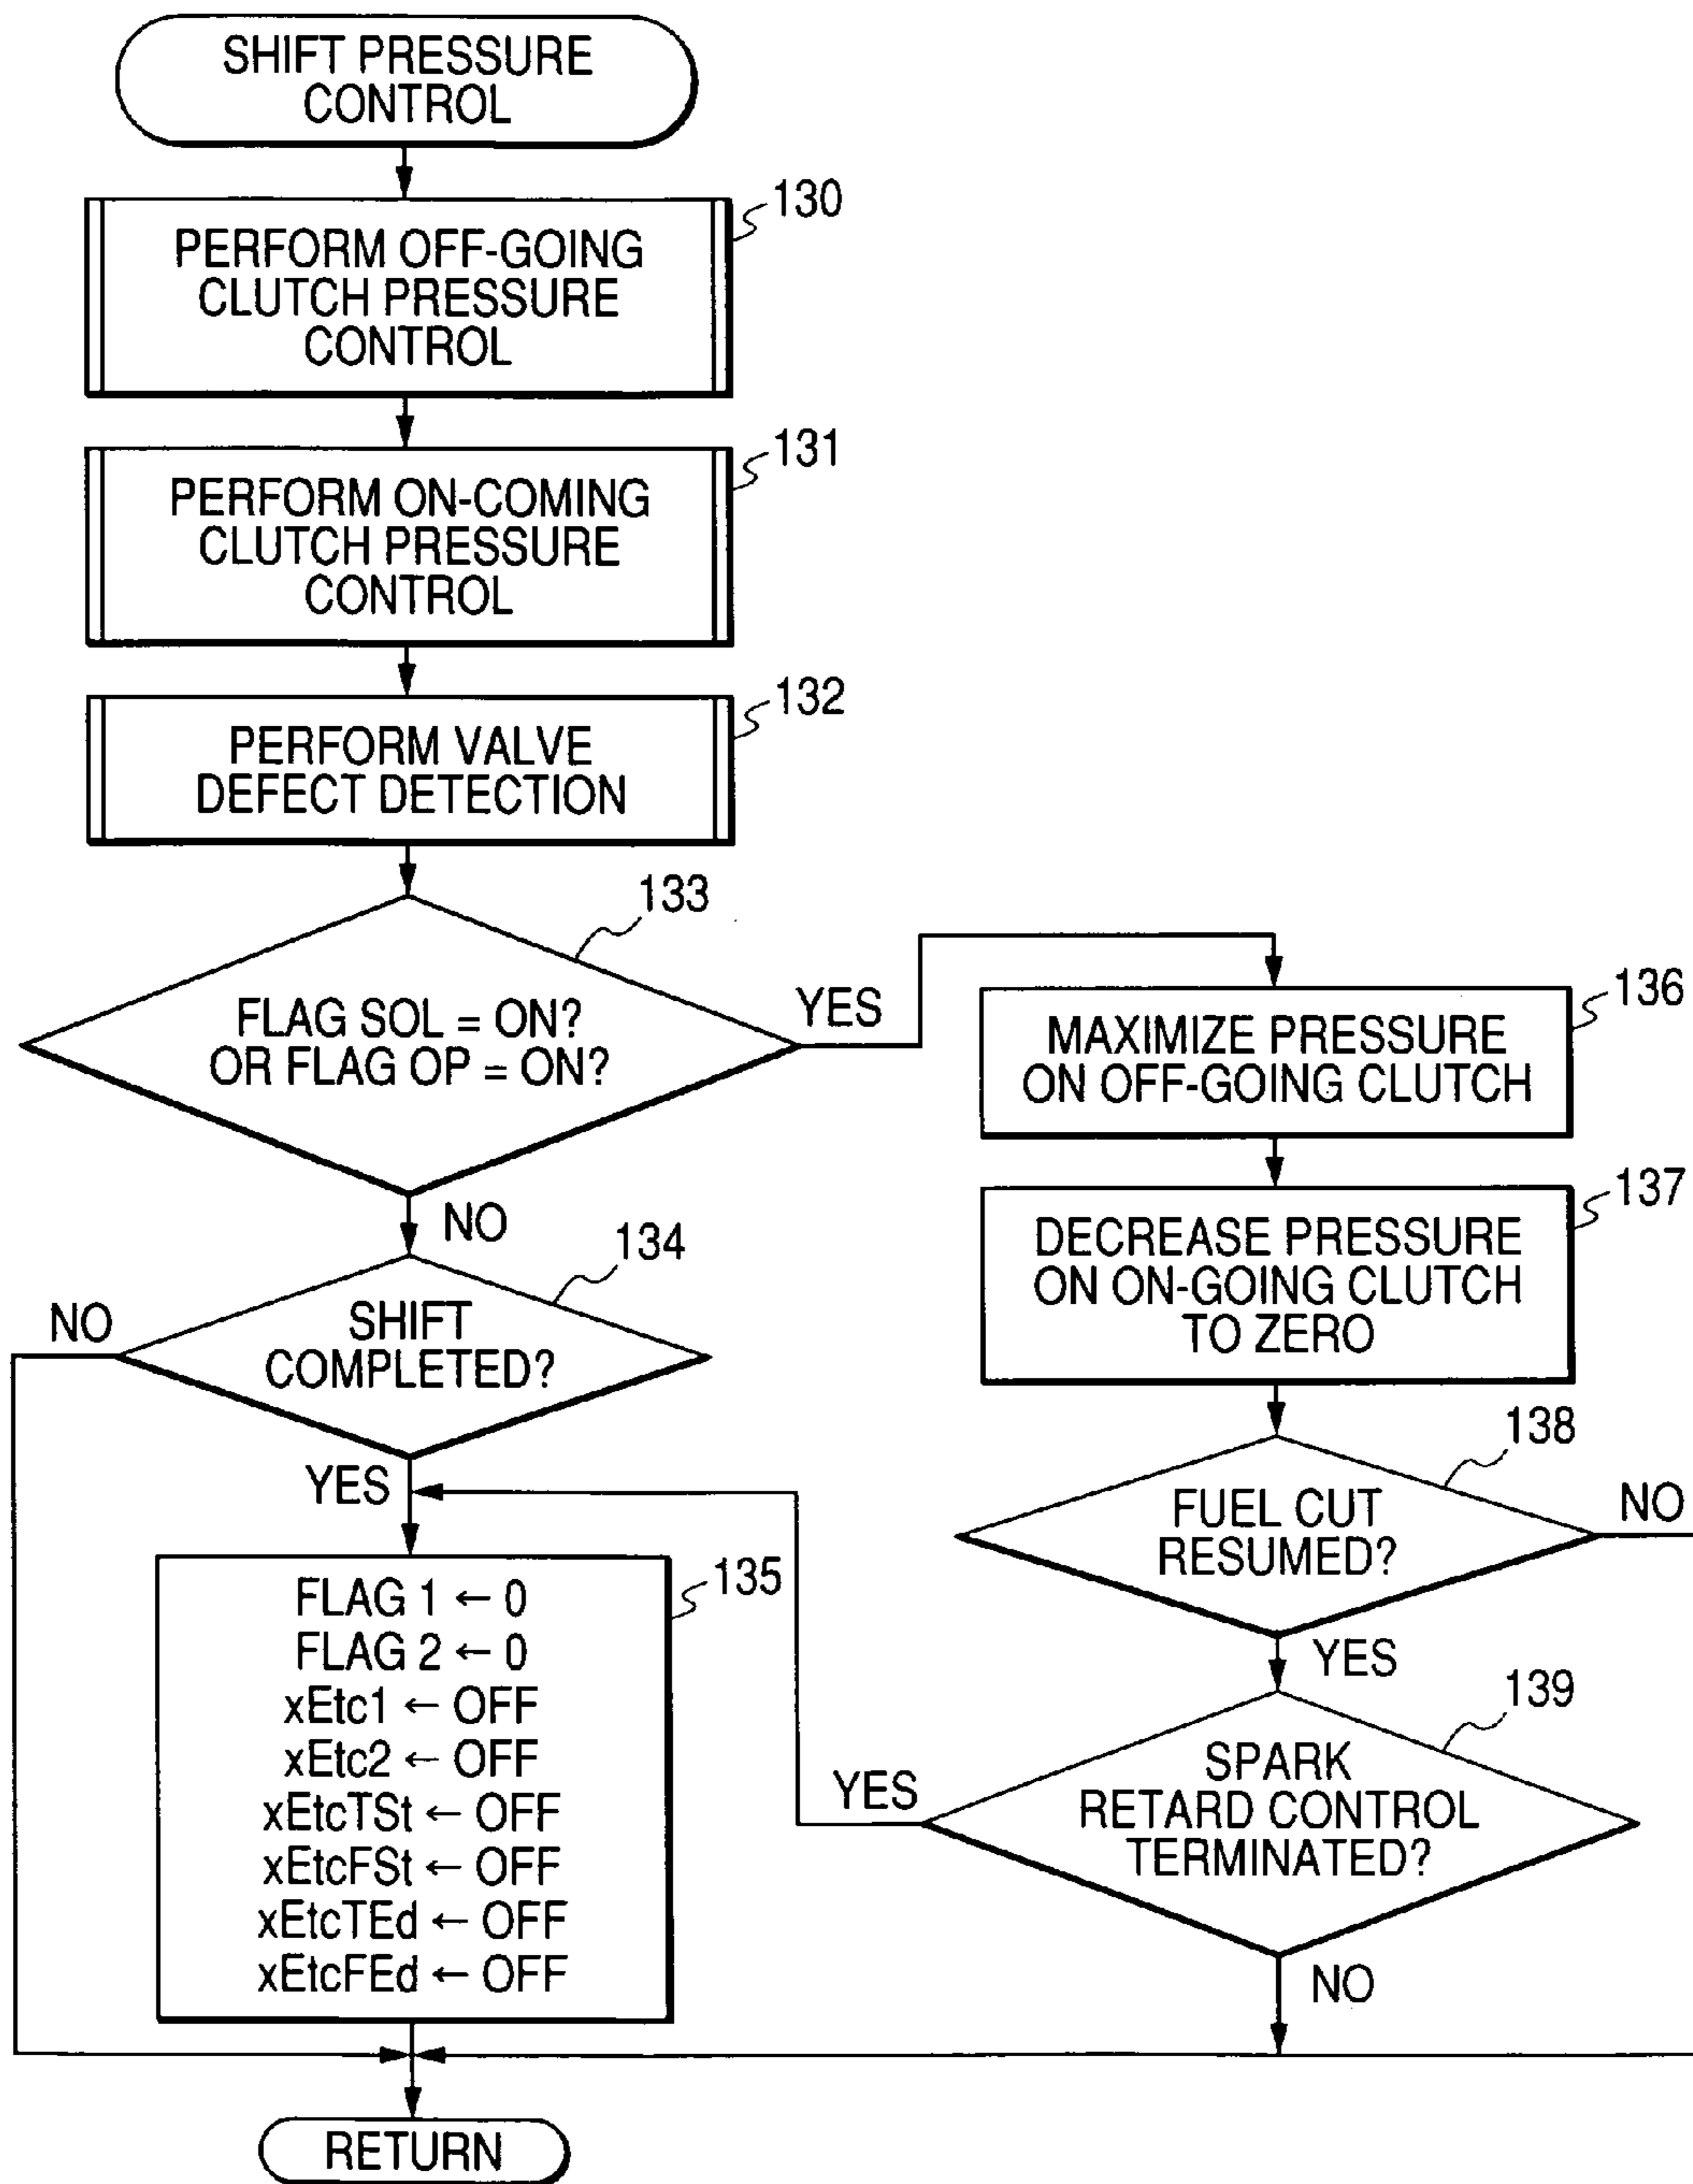 SHIFT PRESSURE
CONTROL
130
PERFORM OFF-GOING
CLUTCH PRESSURE
CONTROL
131
PERFORM ON-COMING
CLUTCH PRESSURE
CONTROL
132
PERFORM VALVE
DEFECT DETECTION
133
FLAG SOL = ON?
OR FLAG OP = ON?
YES
NO
136
MAXIMIZE PRESSURE
ON OFF-GOING CLUTCH
137
DECREASE PRESSURE
ON ON-GOING CLUTCH
TO ZERO
134
SHIFT
COMPLETED?
NO
YES
138
FUEL CUT
RESUMED?
NO
YES
135
FLAG 1 ← 0
FLAG 2 ← 0
xEtc1 ← OFF
xEtc2 ← OFF
xEtcTSt ← OFF
xEtcFSt ← OFF
xEtcTEd ← OFF
xEtcFEd ← OFF
139
SPARK
RETARD CONTROL
TERMINATED?
YES
NO
RETURN